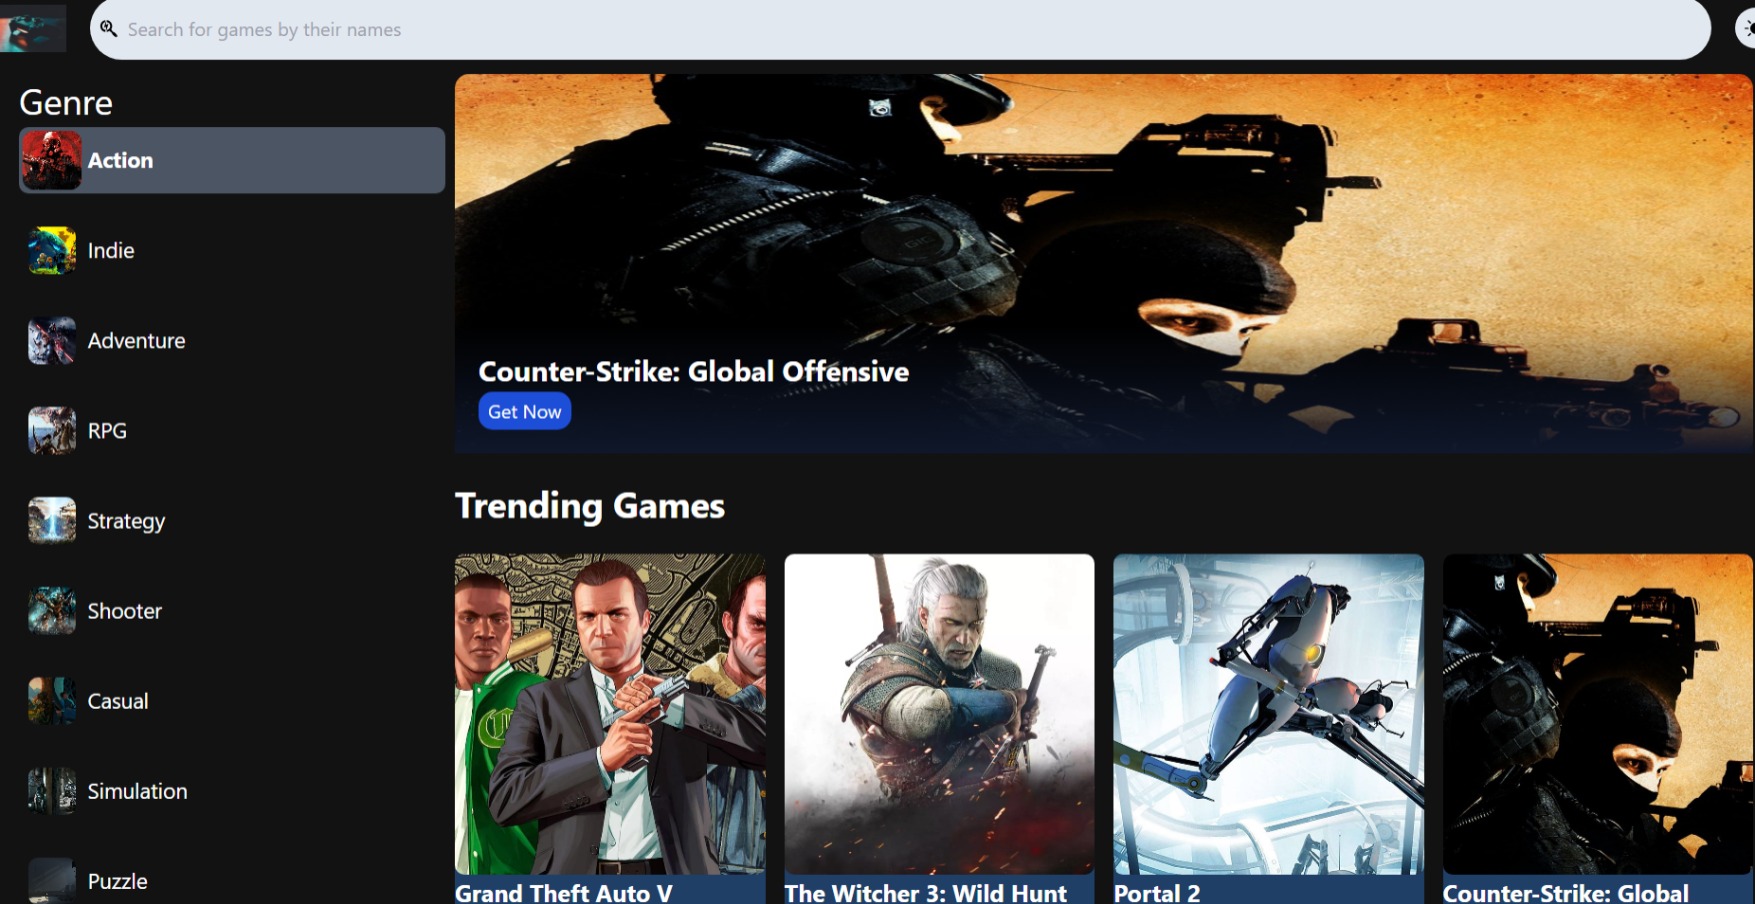 Search for games by their names
Genre
Action
Indie
Adventure
RPG
Strategy
Shooter
Casual
Simulation
Puzzle
Counter-Strike: Global Offensive
Get Now
Trending Games
Grand Theft Auto V
The Witcher 3: Wild Hunt
Portal 2
Counter-Strike: Global